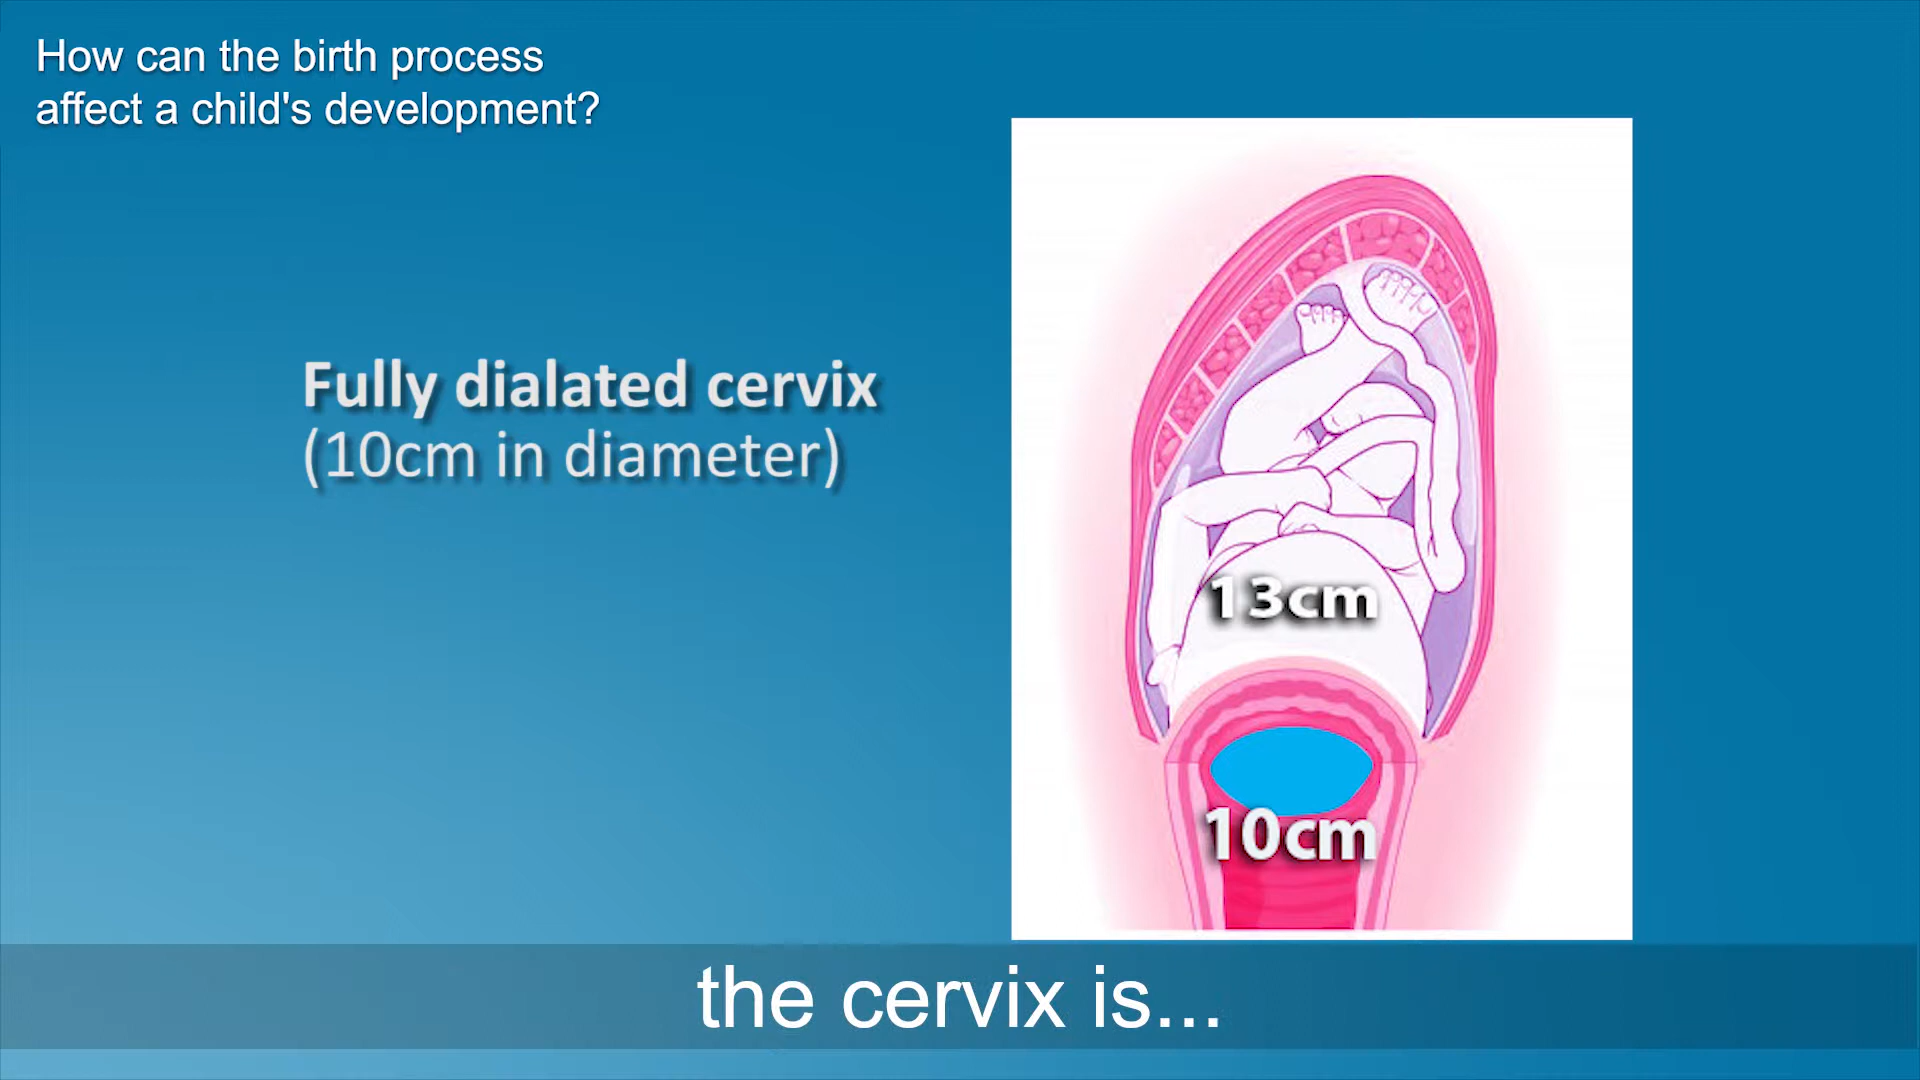 How can the birth process
affect a child's development?
Fully dialated cervix
(10cm in diameter)
13cm
10cm
the cervix is...